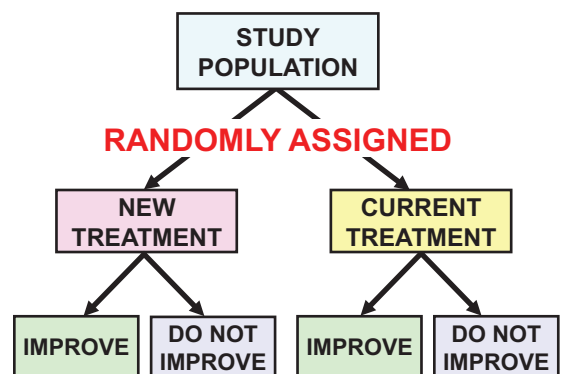 STUDY
POPULATION
RANDOMLY ASSIGNED
NEW
TREATMENT
CURRENT
TREATMENT
IMPROVE
DO NOT
IMPROVE
IMPROVE
DO NOT
IMPROVE